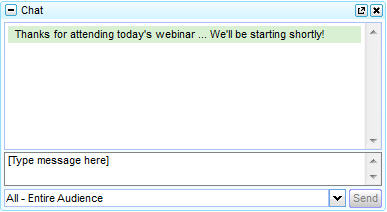 Chat
Thanks for attending today's webinar ... We'll be starting shortly!
[Type message here]
All - Entire Audience
Send